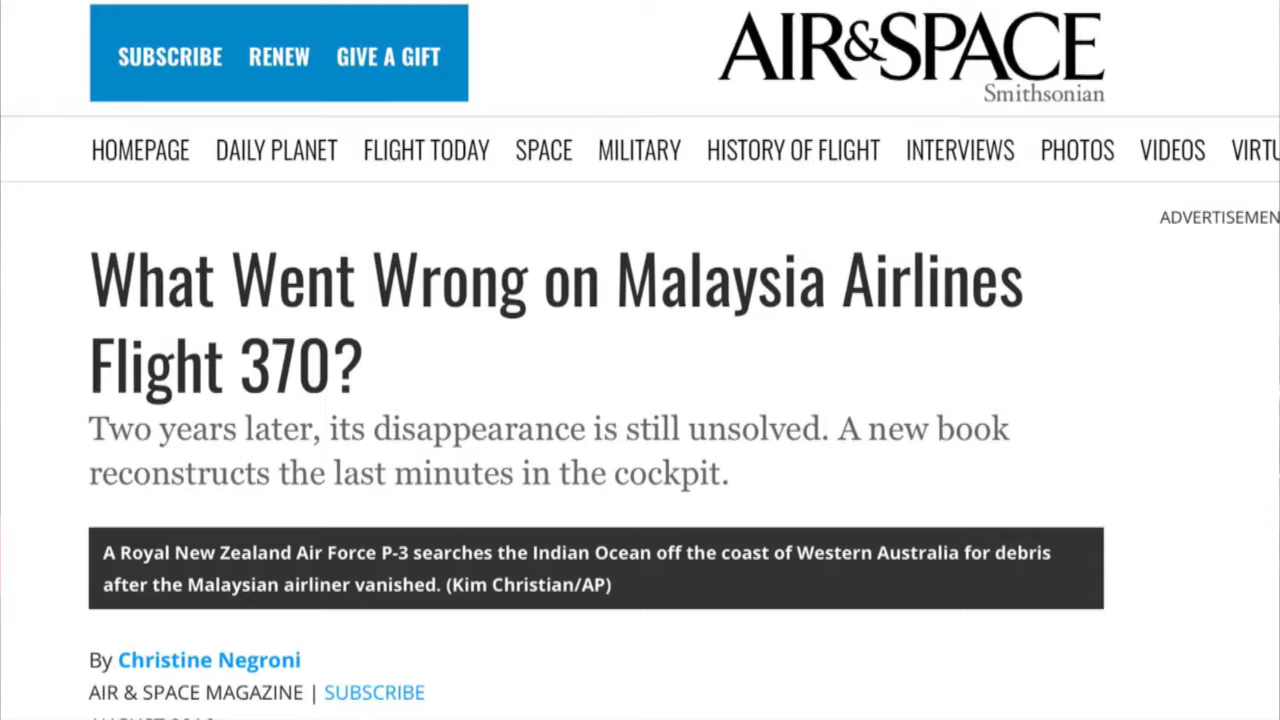 SUBSCRIBE RENEW GIVE A GIFT
AIR&SPACE
Smithsonian
HOMEPAGE DAILY PLANET FLIGHT TODAY SPACE MILITARY HISTORY OF FLIGHT INTERVIEWS PHOTOS VIDEOS VIRTU
ADVERTISEMEN
What Went Wrong on Malaysia Airlines
Flight 370?
Two years later, its disappearance is still unsolved. A new book
reconstructs the last minutes in the cockpit.
A Royal New Zealand Air Force P-3 searches the Indian Ocean off the coast of Western Australia for debris
after the Malaysian airliner vanished. (Kim Christian/AP)
By Christine Negroni
AIR & SPACE MAGAZINE | SUBSCRIBE